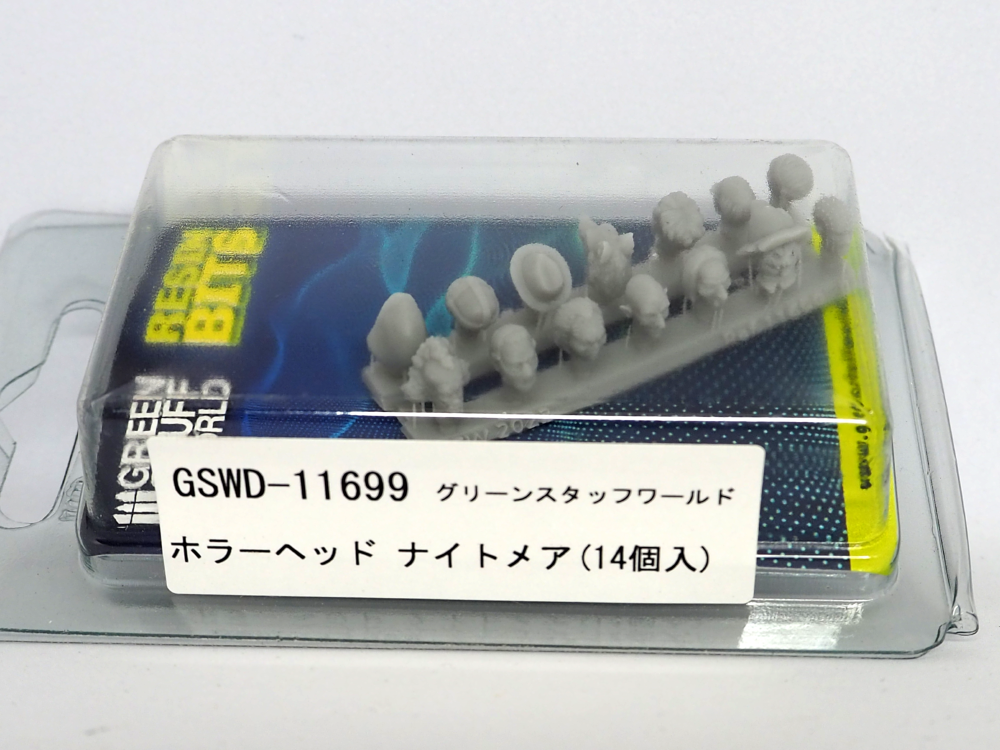 RESIN
BITS
GREEN
STUFF
WORLD
GSWD-11699 グリーンスタッフワールド
ホラーヘッド ナイトメア(14個入)